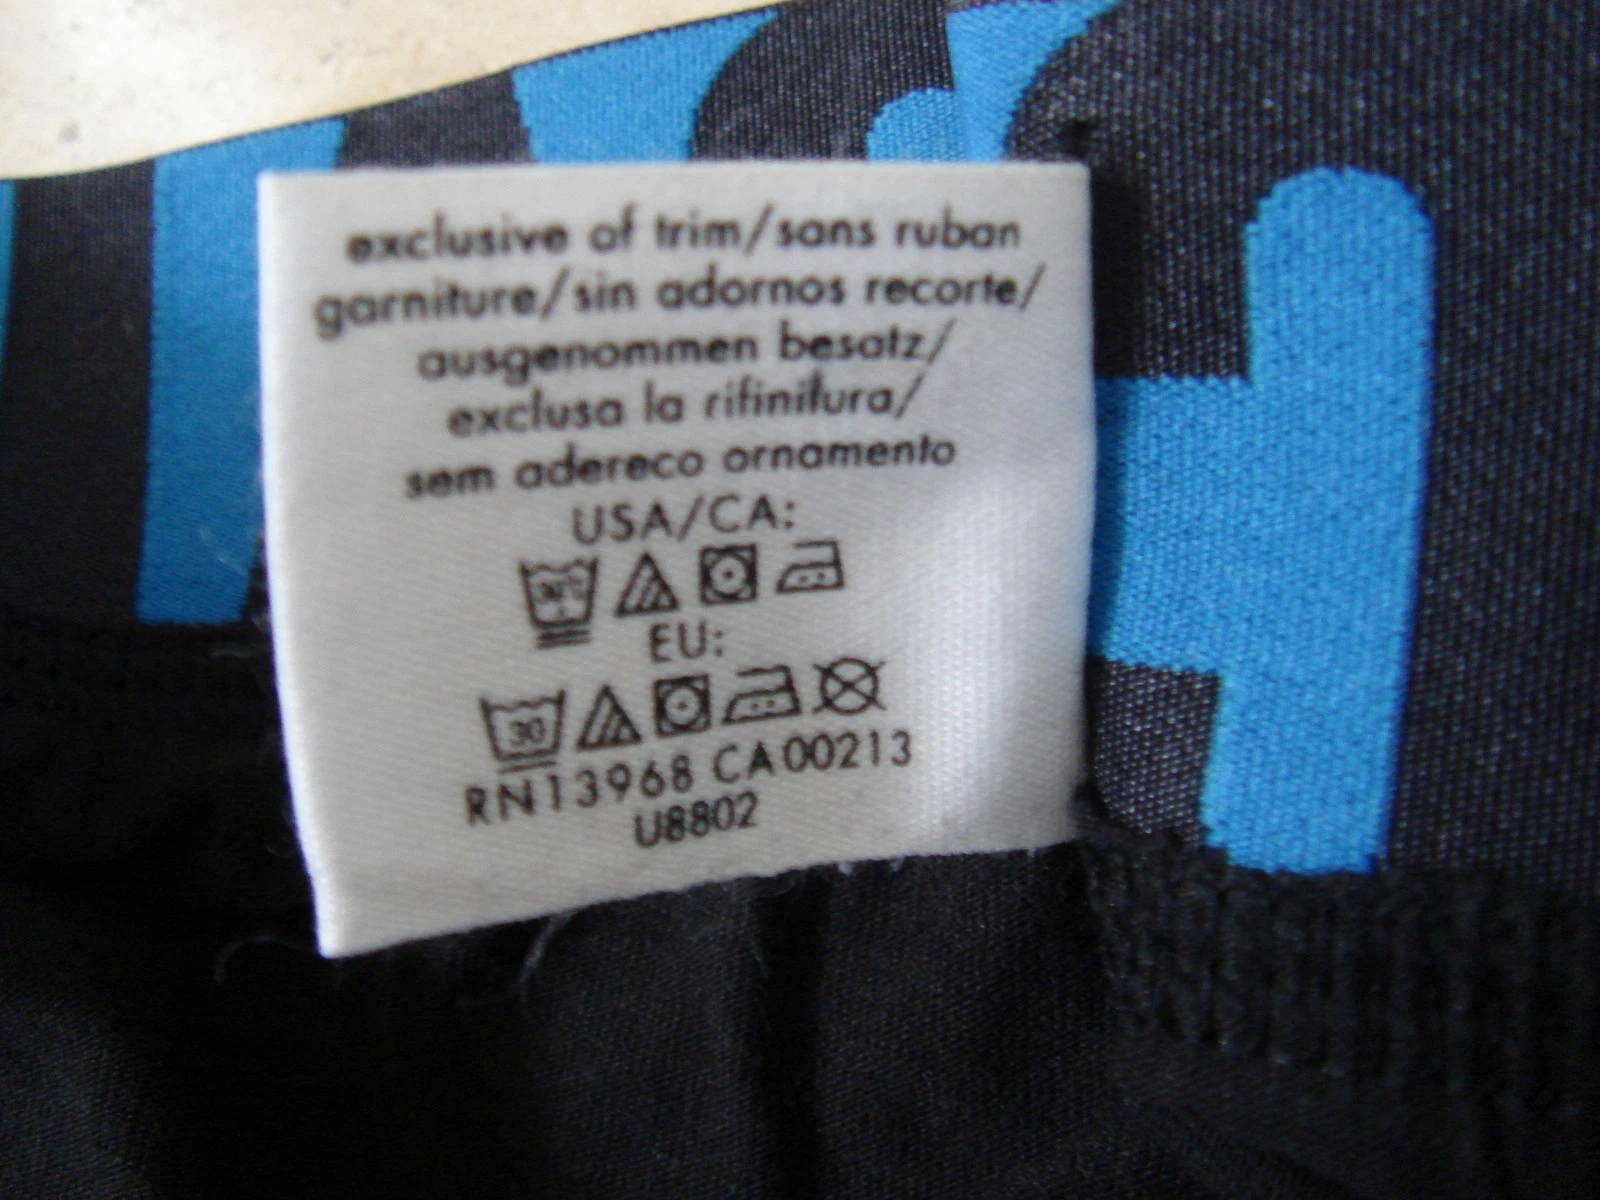 exclusive of trim/sans ruban
garniture/sin adornos recorte/
ausgenommen besatz/
exclusa la rifinitura/
sem adereco ornamento
USA/CA:
30°C
EU:
30
RN13968 CA00213
U8802